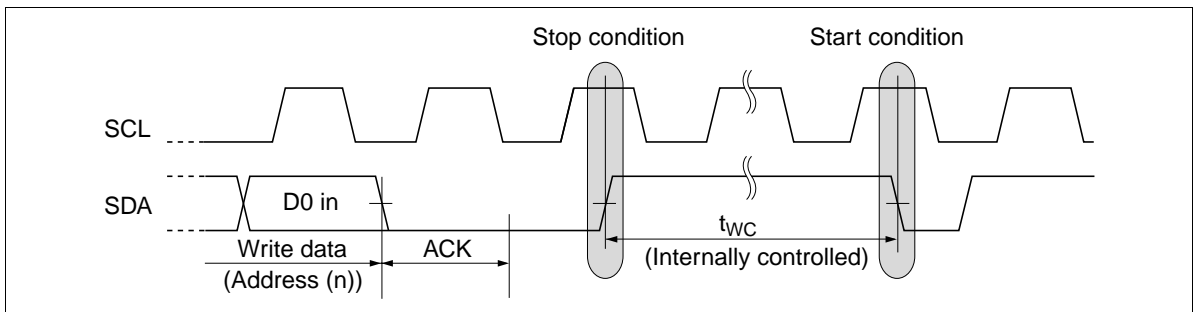 Stop condition
Start condition
SCL
SDA
D0 in
Write data
(Address (n))
ACK
tWC
(Internally controlled)